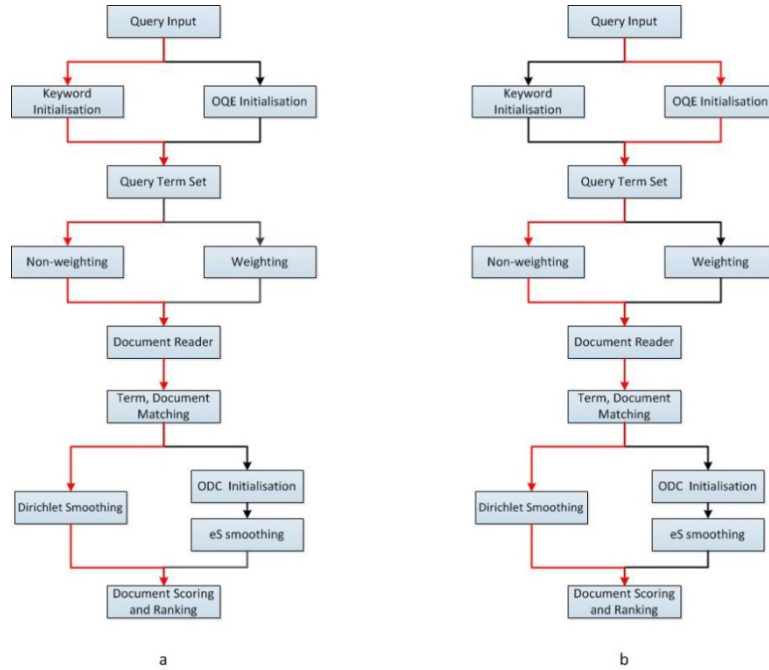 Query Input
Keyword
Initialisation
OQE Initialisation
Query Term Set
Non-weighting
Weighting
Document Reader
Term, Document
Matching
ODC Initialisation
Dirichlet Smoothing
eS smoothing
Document Scoring
and Ranking
a
Query Input
Keyword
Initialisation
OQE Initialisation
Query Term Set
Non-weighting
Weighting
Document Reader
Term, Document
Matching
ODC Initialisation
Dirichlet Smoothing
eS smoothing
Document Scoring
and Ranking
b